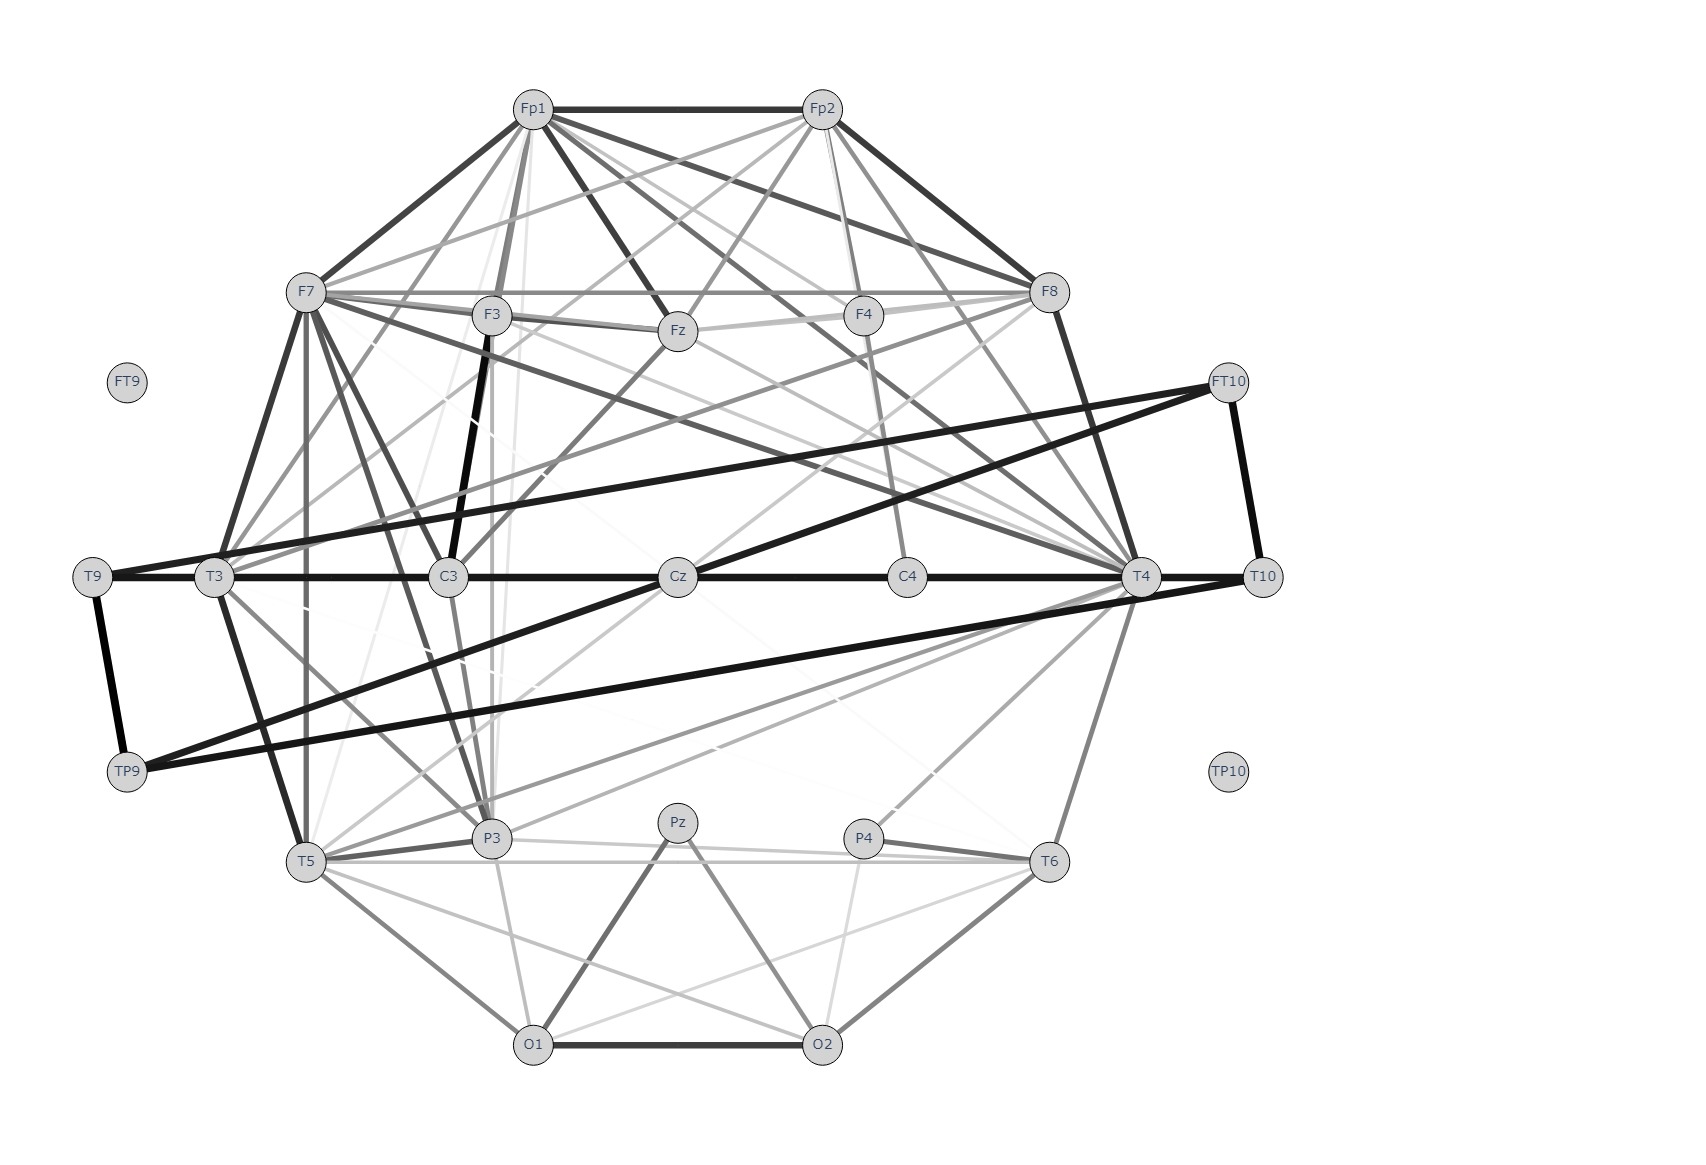 Fp1 Fp2
F7 F8
F3 Fz F4
FT9 FT10
T9 T3 C3 Cz C4 T4 T10
TP9 TP10
Pz
P3 P4
T5 T6
O1 O2